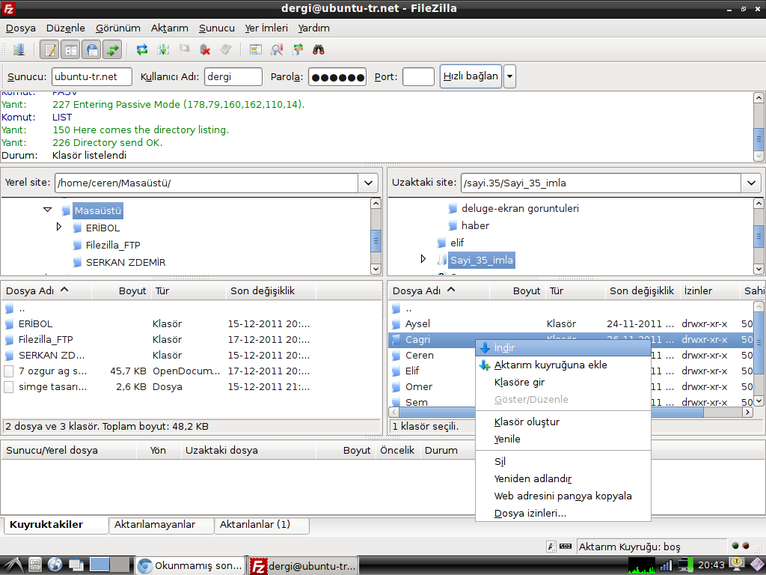 dergi@ubuntu-tr.net - FileZilla
Dosya Düzenle Görünüm Aktarım Sunucu Yer İmleri Yardım
Sunucu: ubuntu-tr.net Kullanıcı Adı: dergi Parola: ●●●●●● Port: Hızlı bağlan
Komut: PASV
Yanıt: 227 Entering Passive Mode (178,79,160,162,110,14).
Komut: LIST
Yanıt: 150 Here comes the directory listing.
Yanıt: 226 Directory send OK.
Durum: Klasör listelendi
Yerel site: /home/ceren/Masaüstü/
Masaüstü
ERİBOL
Filezilla_FTP
SERKAN ZDEMİR
Uzaktaki site: /sayi.35/Sayi_35_imla
deluge-ekran goruntuleri
haber
elif
Sayi_35_imla
Dosya Adı Boyut Tür Son değişiklik
..
ERİBOL Klasör 15-12-2011 20:...
Filezilla_FTP Klasör 17-12-2011 20:...
SERKAN ZD... Klasör 15-12-2011 20:...
7 ozgur ag s... 45,7 KB OpenDocum... 17-12-2011 20:...
simge tasarı... 2,6 KB Dosya 15-12-2011 21:...
2 dosya ve 3 klasör. Toplam boyut: 48,2 KB
Dosya Adı Boyut Tür Son değişiklik İzinler Sahi
..
Aysel Klasör 24-11-2011 ... drwxr-xr-x 50
Cagri Klasör 26-11-2011 ... drwxr-xr-x 50
Ceren 11 ... drwxr-xr-x 50
Elif 11 ... drwxr-xr-x 50
Omer 11 ... drwxr-xr-x 50
Sem 11 ... drwxr-xr-x 50
1 klasör seçili.
İndir
Aktarım kuyruğuna ekle
Klasöre gir
Göster/Düzenle
Klasör oluştur
Yenile
Sil
Yeniden adlandır
Web adresini panoya kopyala
Dosya izinleri...
Sunucu/Yerel dosya Yön Uzaktaki dosya Boyut Öncelik Durum
Kuyruktakiler Aktarılamayanlar Aktarılanlar (1)
Aktarım Kuyruğu: boş
Okunmamış son... dergi@ubuntu-tr... 20:43